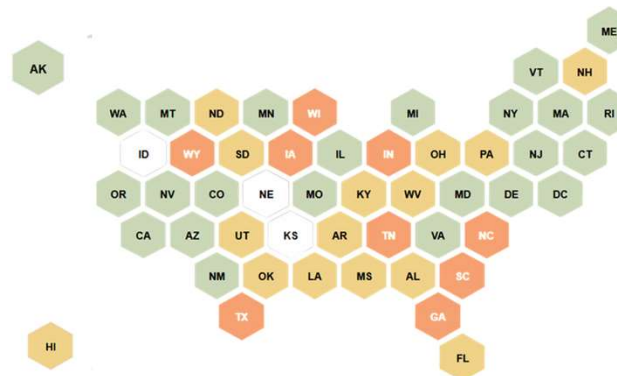 ME
AK
VT NH
WA MT ND MN WI MI NY MA RI
ID WY SD IA IL IN OH PA NJ CT
OR NV CO NE MO KY WV MD DE DC
CA AZ UT KS AR TN VA NC
NM OK LA MS AL SC
TX GA
HI
FL